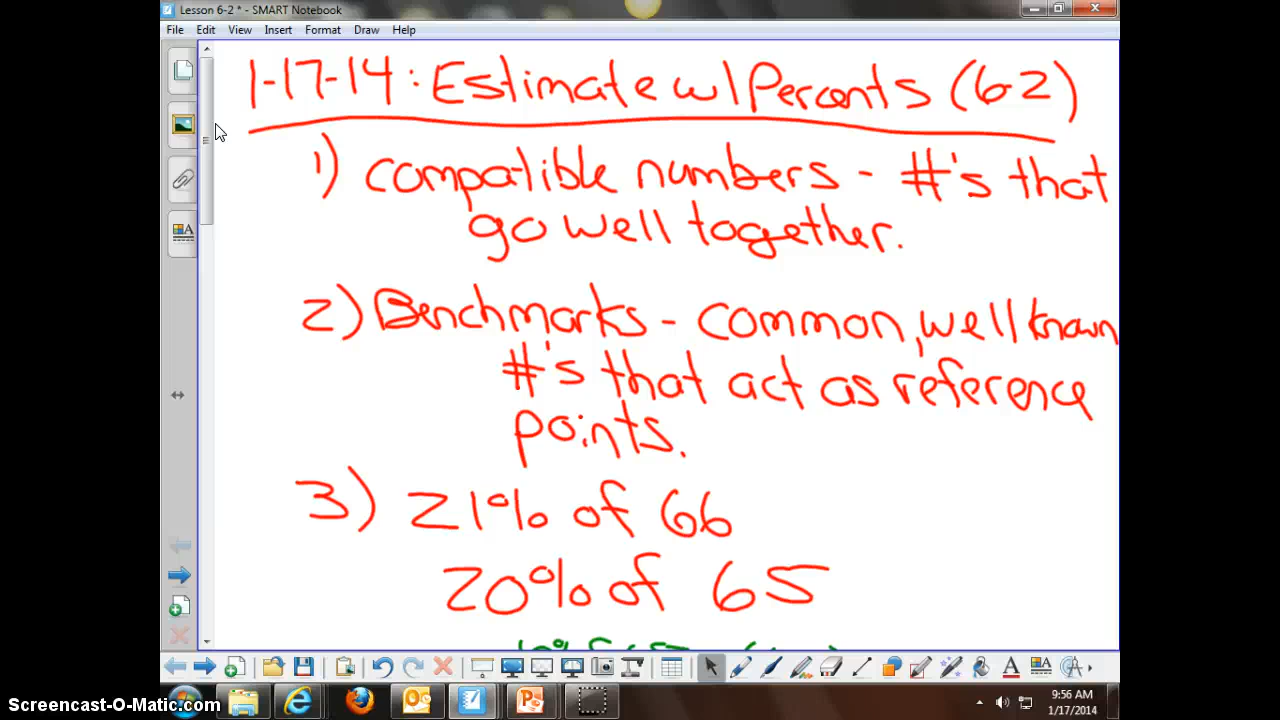 Lesson 6-2 * - SMART Notebook
File Edit View Insert Format Draw Help
1-17-14: Estimate w/ Percents (6-2)
1) compatible numbers - #'s that
go well together.
2) Benchmarks - common, well known
#'s that act as reference
points.
3) 21% of 66
20% of 65
9:56 AM
1/17/2014
Screencast-O-Matic.com